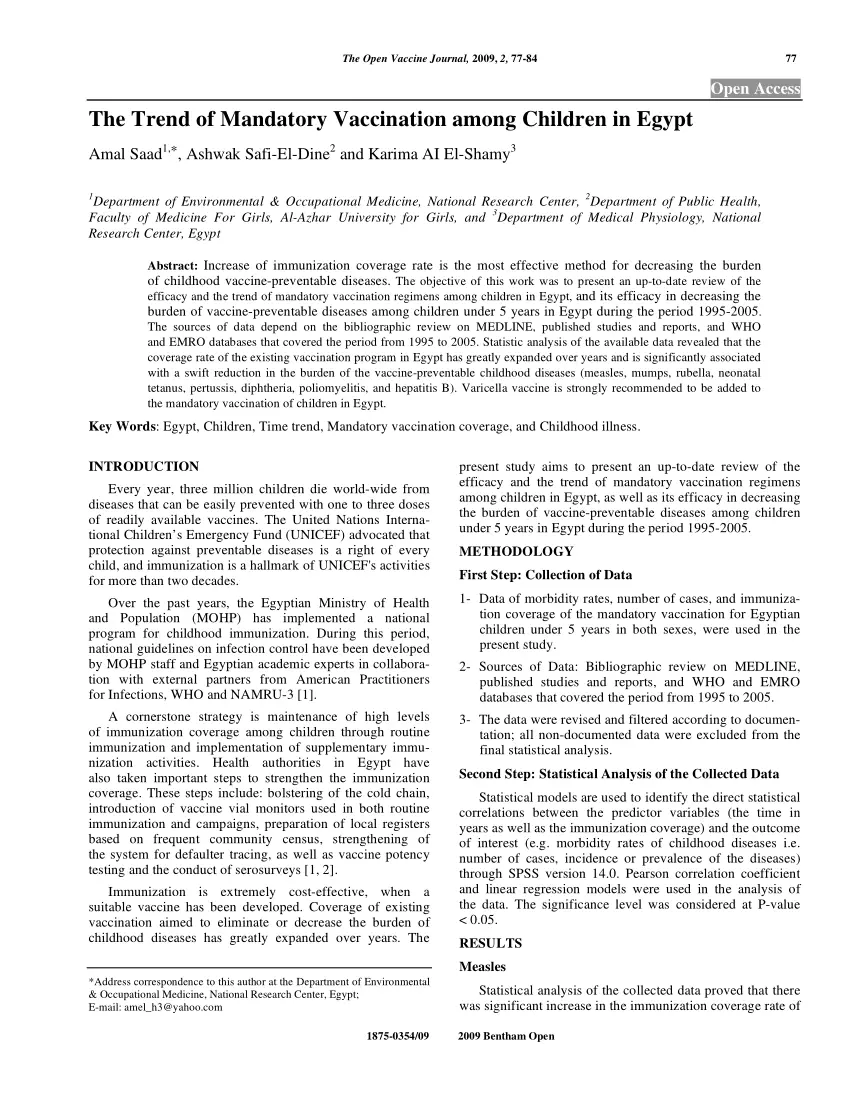 The Open Vaccine Journal, 2009, 2, 77-84
77
Open Access
The Trend of Mandatory Vaccination among Children in Egypt
Amal Saad1,*, Ashwak Safi-El-Dine2 and Karima AI El-Shamy3
1Department of Environmental & Occupational Medicine, National Research Center, 2Department of Public Health,
Faculty of Medicine For Girls, Al-Azhar University for Girls, and 3Department of Medical Physiology, National
Research Center, Egypt
Abstract: Increase of immunization coverage rate is the most effective method for decreasing the burden
of childhood vaccine-preventable diseases. The objective of this work was to present an up-to-date review of the
efficacy and the trend of mandatory vaccination regimens among children in Egypt, and its efficacy in decreasing the
burden of vaccine-preventable diseases among children under 5 years in Egypt during the period 1995-2005.
The sources of data depend on the bibliographic review on MEDLINE, published studies and reports, and WHO
and EMRO databases that covered the period from 1995 to 2005. Statistic analysis of the available data revealed that the
coverage rate of the existing vaccination program in Egypt has greatly expanded over years and is significantly associated
with a swift reduction in the burden of the vaccine-preventable childhood diseases (measles, mumps, rubella, neonatal
tetanus, pertussis, diphtheria, poliomyelitis, and hepatitis B). Varicella vaccine is strongly recommended to be added to
the mandatory vaccination of children in Egypt.
Key Words: Egypt, Children, Time trend, Mandatory vaccination coverage, and Childhood illness.
INTRODUCTION
Every year, three million children die world-wide from
diseases that can be easily prevented with one to three doses
of readily available vaccines. The United Nations Interna-
tional Children's Emergency Fund (UNICEF) advocated that
protection against preventable diseases is a right of every
child, and immunization is a hallmark of UNICEF's activities
for more than two decades.
Over the past years, the Egyptian Ministry of Health
and Population (MOHP) has implemented a national
program for childhood immunization. During this period,
national guidelines on infection control have been developed
by MOHP staff and Egyptian academic experts in collabora-
tion with external partners from American Practitioners
for Infections, WHO and NAMRU-3 [1].
A cornerstone strategy is maintenance of high levels
of immunization coverage among children through routine
immunization and implementation of supplementary immu-
nization activities. Health authorities in Egypt have
also taken important steps to strengthen the immunization
coverage. These steps include: bolstering of the cold chain,
introduction of vaccine vial monitors used in both routine
immunization and campaigns, preparation of local registers
based on frequent community census, strengthening of
the system for defaulter tracing, as well as vaccine potency
testing and the conduct of serosurveys [1, 2].
Immunization is extremely cost-effective, when a
suitable vaccine has been developed. Coverage of existing
vaccination aimed to eliminate or decrease the burden of
childhood diseases has greatly expanded over years. The
*Address correspondence to this author at the Department of Environmental
& Occupational Medicine, National Research Center, Egypt;
E-mail: amel_h3@yahoo.com
present study aims to present an up-to-date review of the
efficacy and the trend of mandatory vaccination regimens
among children in Egypt, as well as its efficacy in decreasing
the burden of vaccine-preventable diseases among children
under 5 years in Egypt during the period 1995-2005.
METHODOLOGY
First Step: Collection of Data
1- Data of morbidity rates, number of cases, and immuniza-
tion coverage of the mandatory vaccination for Egyptian
children under 5 years in both sexes, were used in the
present study.
2- Sources of Data: Bibliographic review on MEDLINE,
published studies and reports, and WHO and EMRO
databases that covered the period from 1995 to 2005.
3- The data were revised and filtered according to documen-
tation; all non-documented data were excluded from the
final statistical analysis.
Second Step: Statistical Analysis of the Collected Data
Statistical models are used to identify the direct statistical
correlations between the predictor variables (the time in
years as well as the immunization coverage) and the outcome
of interest (e.g. morbidity rates of childhood diseases i.e.
number of cases, incidence or prevalence of the diseases)
through SPSS version 14.0. Pearson correlation coefficient
and linear regression models were used in the analysis of
the data. The significance level was considered at P-value
< 0.05.
RESULTS
Measles
Statistical analysis of the collected data proved that there
was significant increase in the immunization coverage rate of
1875-0354/09
2009 Bentham Open